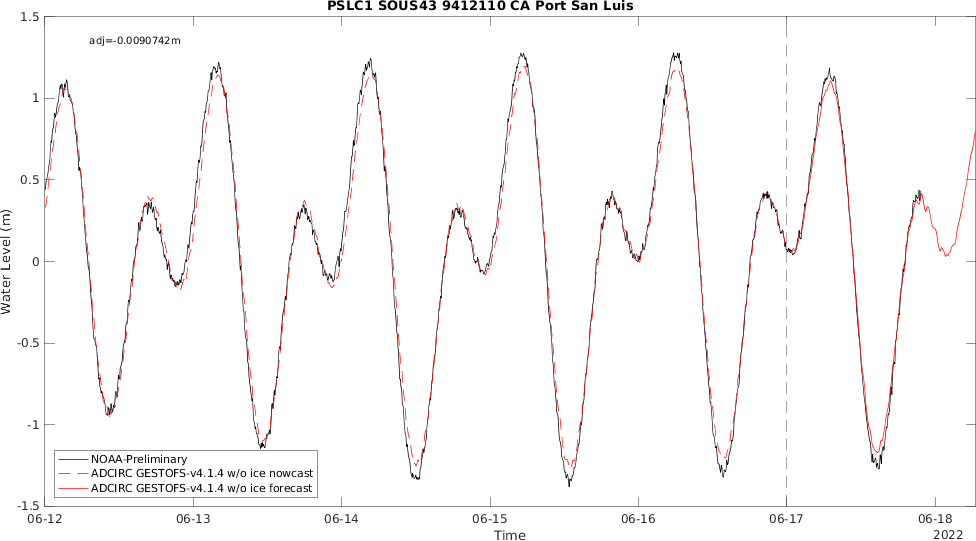 PSLC1 SOUS43 9412110 CA Port San Luis
adj=-0.0090742m
1.5
1
0.5
0
-0.5
-1
-1.5
Water Level (m)
NOAA-Preliminary
ADCIRC GESTOFS-v4.1.4 w/o ice nowcast
ADCIRC GESTOFS-v4.1.4 w/o ice forecast
06-12 06-13 06-14 06-15 06-16 06-17 06-18
Time
2022